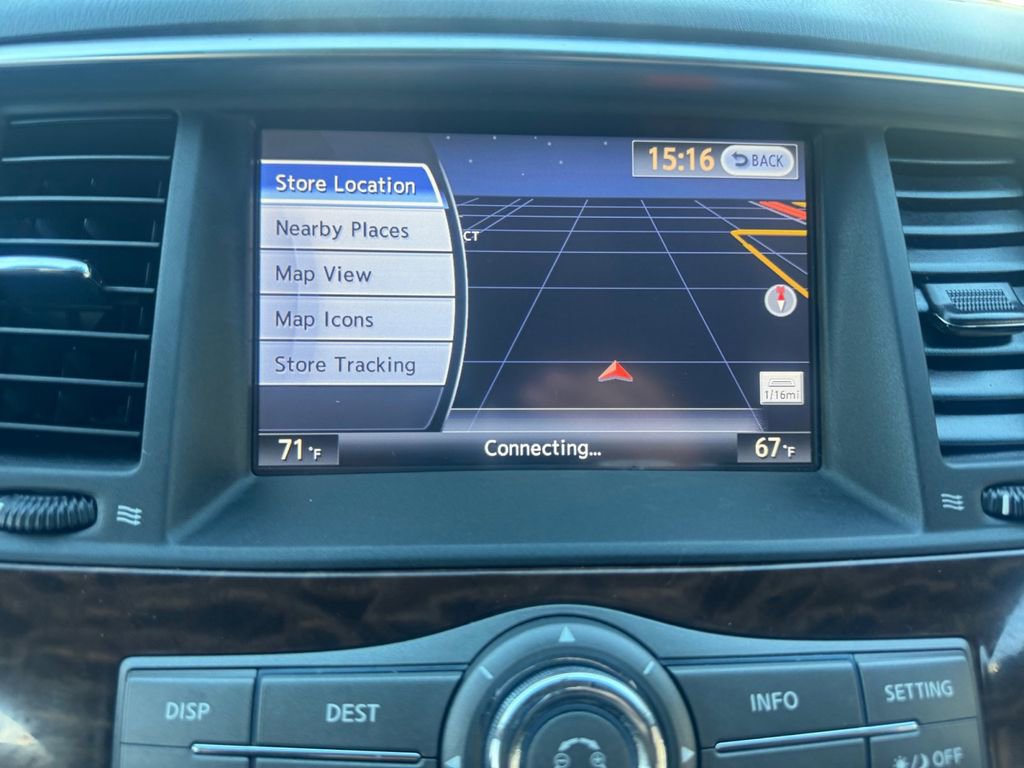 15:16 BACK
Store Location
Nearby Places
CT
Map View
Map Icons
Store Tracking
1/16mi
71°F
Connecting...
67°F
DISP
DEST
INFO
SETTING
OFF